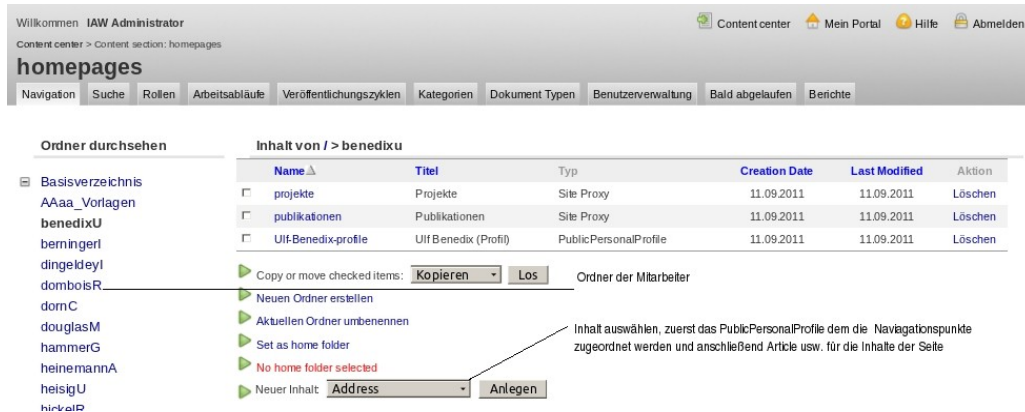 Willkommen IAW Administrator
Content center Mein Portal Hilfe Abmelden
Content center > Content section: homepages
homepages
Navigation Suche Rollen Arbeitsabläufe Veröffentlichungszyklen Kategorien Dokument Typen Benutzerverwaltung Bald abgelaufen Berichte
Ordner durchsehen
Basisverzeichnis
AAaa_Vorlagen
benedixU
berningerI
dingeldeyI
domboisR
dornC
douglasM
hammerG
heinemannA
heisigU
hickelR
Inhalt von / > benedixu
Name Titel Typ Creation Date Last Modified Aktion
projekte Projekte Site Proxy 11.09.2011 11.09.2011 Löschen
publikationen Publikationen Site Proxy 11.09.2011 11.09.2011 Löschen
Ulf-Benedix-profile Ulf Benedix (Profil) PublicPersonalProfile 11.09.2011 11.09.2011 Löschen
Copy or move checked items: Kopieren Los
Neuen Ordner erstellen
Aktuellen Ordner umbenennen
Set as home folder
No home folder selected
Neuer Inhalt: Address Anlegen
Ordner der Mitarbeiter
Inhalt auswählen, zuerst das PublicPersonalProfile dem die Naviagationspunkte
zugeordnet werden und anschließend Article usw. für die Inhalte der Seite